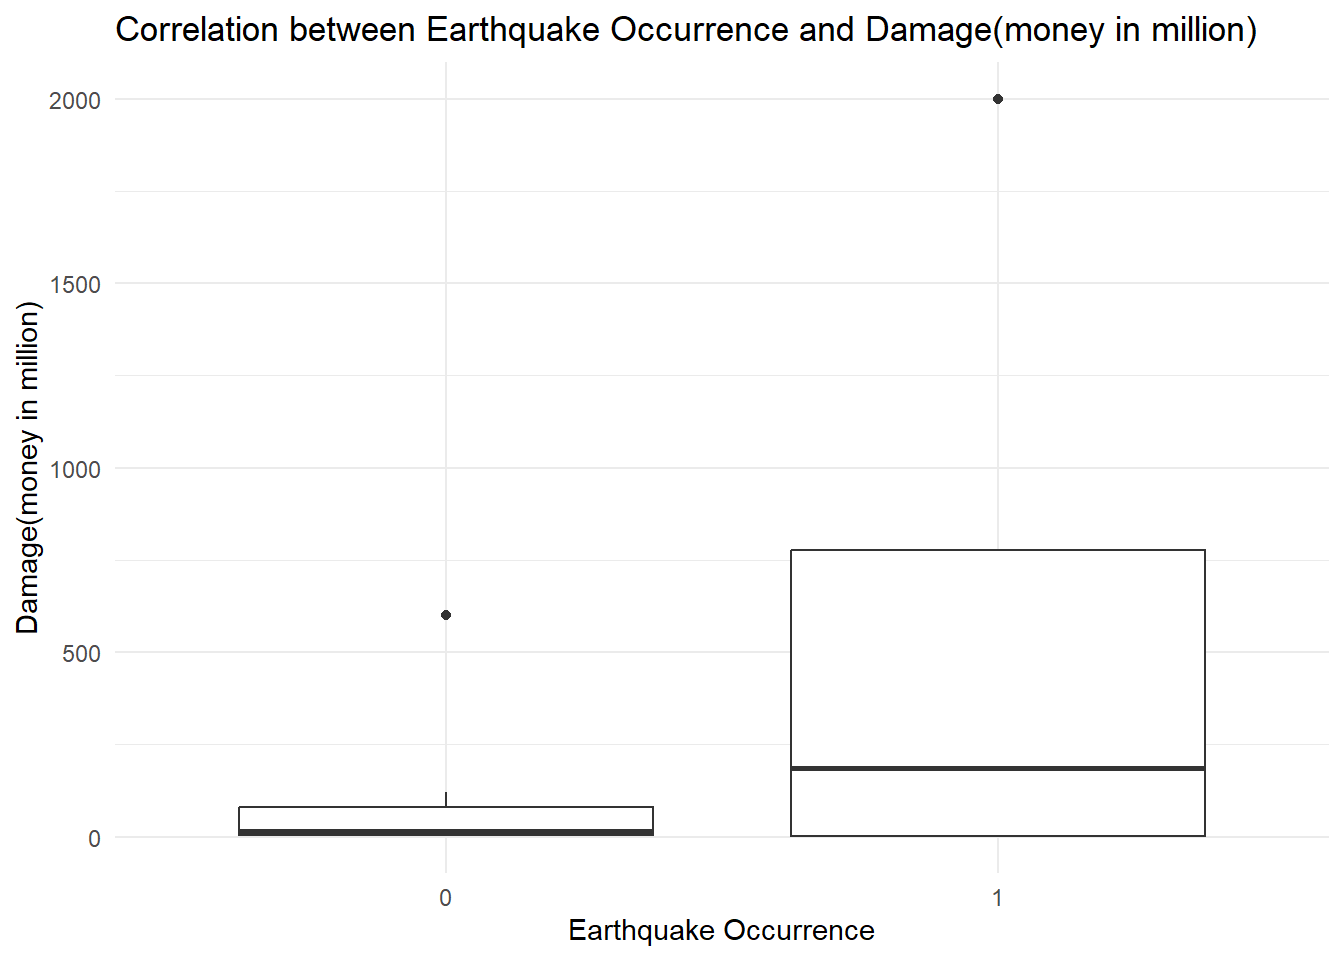 Correlation between Earthquake Occurrence and Damage(money in million)
Damage(money in million)
2000
1500
1000
500
0
0 1
Earthquake Occurrence